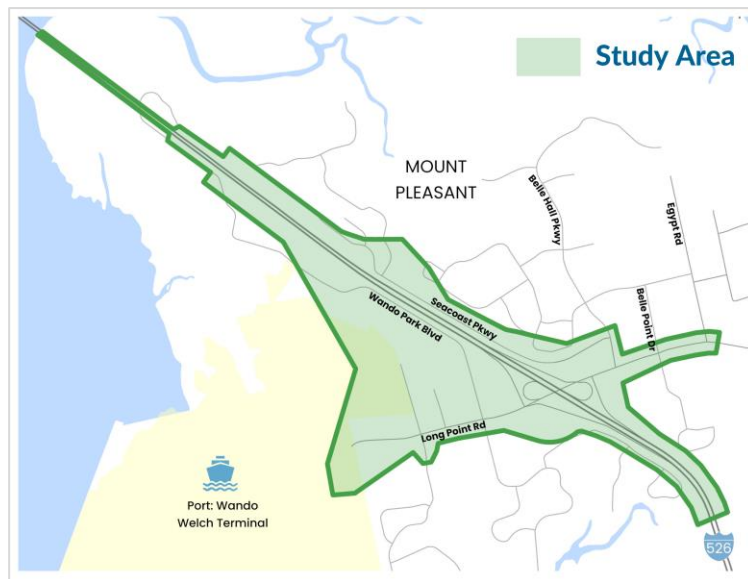 Study Area
MOUNT
PLEASANT
Belle Hall Pkwy
Egypt Rd
Belle Point Dr
Seacoast Pkwy
Wando Park Blvd
Long Point Rd
Port: Wando
Welch Terminal
526